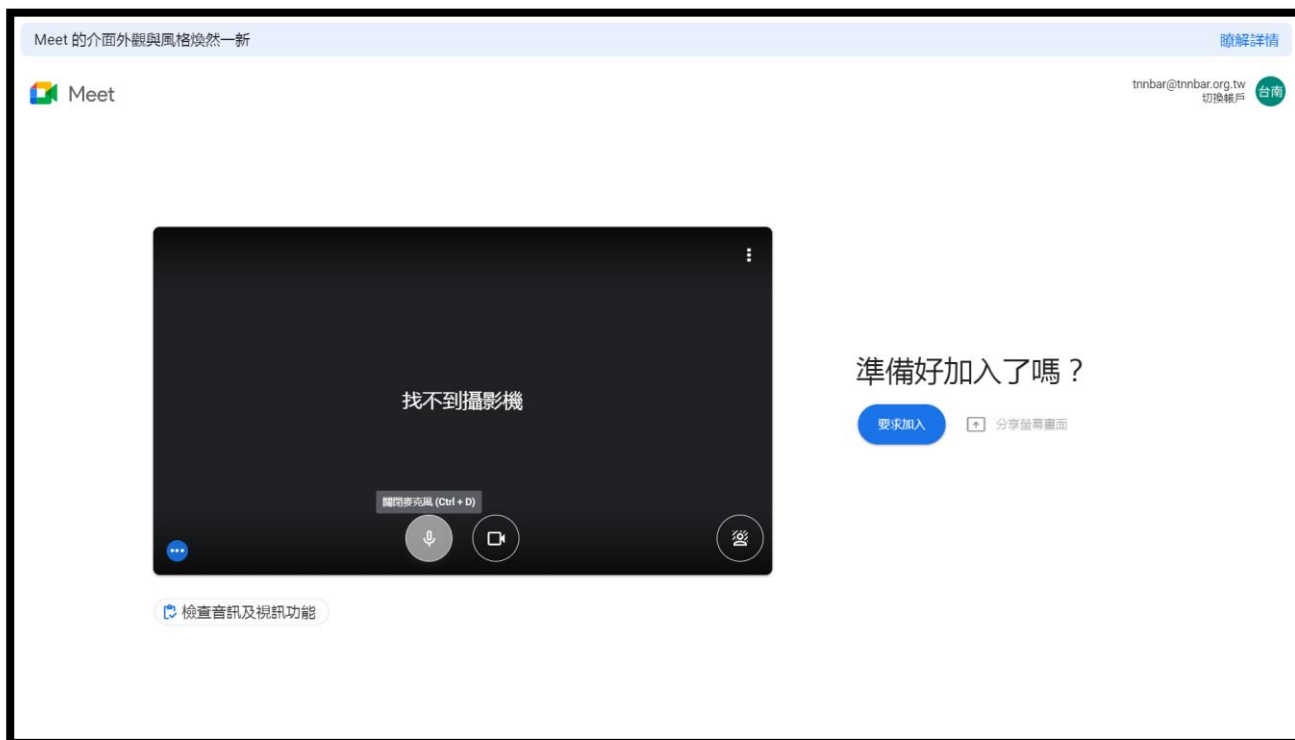 Meet 的介面外觀與風格煥然一新
瞭解詳情
Meet
tnnbar@tnnbar.org.tw
切換帳戶
台南
找不到攝影機
準備好加入了嗎？
要求加入
分享螢幕畫面
關閉麥克風 (Ctrl + D)
檢查音訊及視訊功能